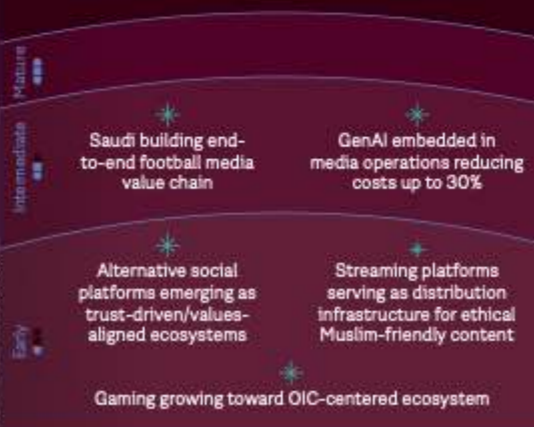 Mature
Intermediate
Saudi building end-
to-end football media
value chain
GenAI embedded in
media operations reducing
costs up to 30%
Early
Alternative social
platforms emerging as
trust-driven/values-
aligned ecosystems
Streaming platforms
serving as distribution
infrastructure for ethical
Muslim-friendly content
Gaming growing toward OIC-centered ecosystem